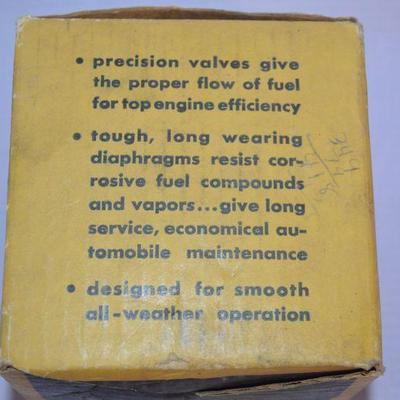 • precision valves give
the proper flow of fuel
for top engine efficiency
• tough, long wearing
diaphragms resist cor-
rosive fuel compounds
and vapors...give long
service, economical au-
tomobile maintenance
• designed for smooth
all-weather operation